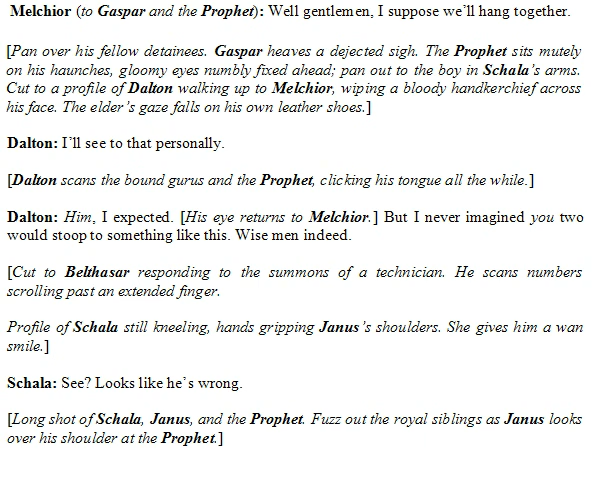 Melchior (to Gaspar and the Prophet): Well gentlemen, I suppose we'll hang together.
[Pan over his fellow detainees. Gaspar heaves a dejected sigh. The Prophet sits mutely
on his haunches, gloomy eyes numbly fixed ahead; pan out to the boy in Schala's arms.
Cut to a profile of Dalton walking up to Melchior, wiping a bloody handkerchief across
his face. The elder's gaze falls on his own leather shoes.]
Dalton: I'll see to that personally.
[Dalton scans the bound gurus and the Prophet, clicking his tongue all the while.]
Dalton: Him, I expected. [His eye returns to Melchior.] But I never imagined you two
would stoop to something like this. Wise men indeed.
[Cut to Belthasar responding to the summons of a technician. He scans numbers
scrolling past an extended finger.
Profile of Schala still kneeling, hands gripping Janus's shoulders. She gives him a wan
smile.]
Schala: See? Looks like he's wrong.
[Long shot of Schala, Janus, and the Prophet. Fuzz out the royal siblings as Janus looks
over his shoulder at the Prophet.]